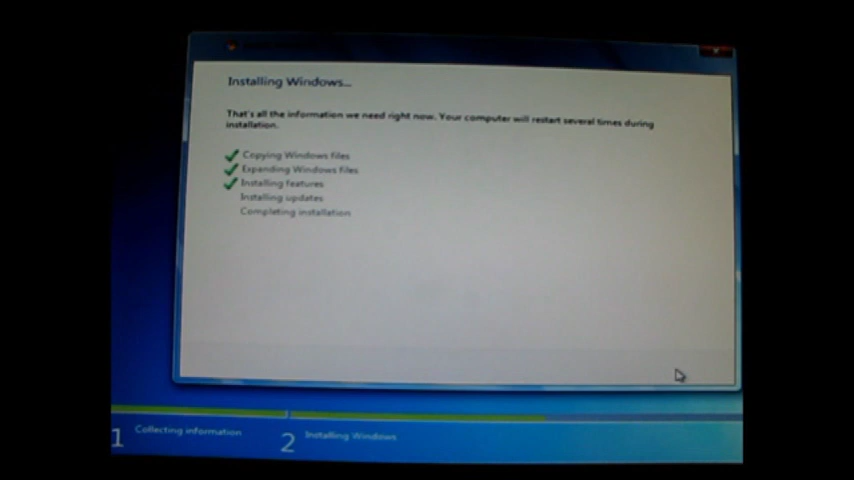 Installing Windows...
That's all the information we need right now. Your computer will restart several times during
installation.
Copying Windows files
Expanding Windows files
Installing features
Installing updates
Completing installation
1 Collecting information
2 Installing Windows